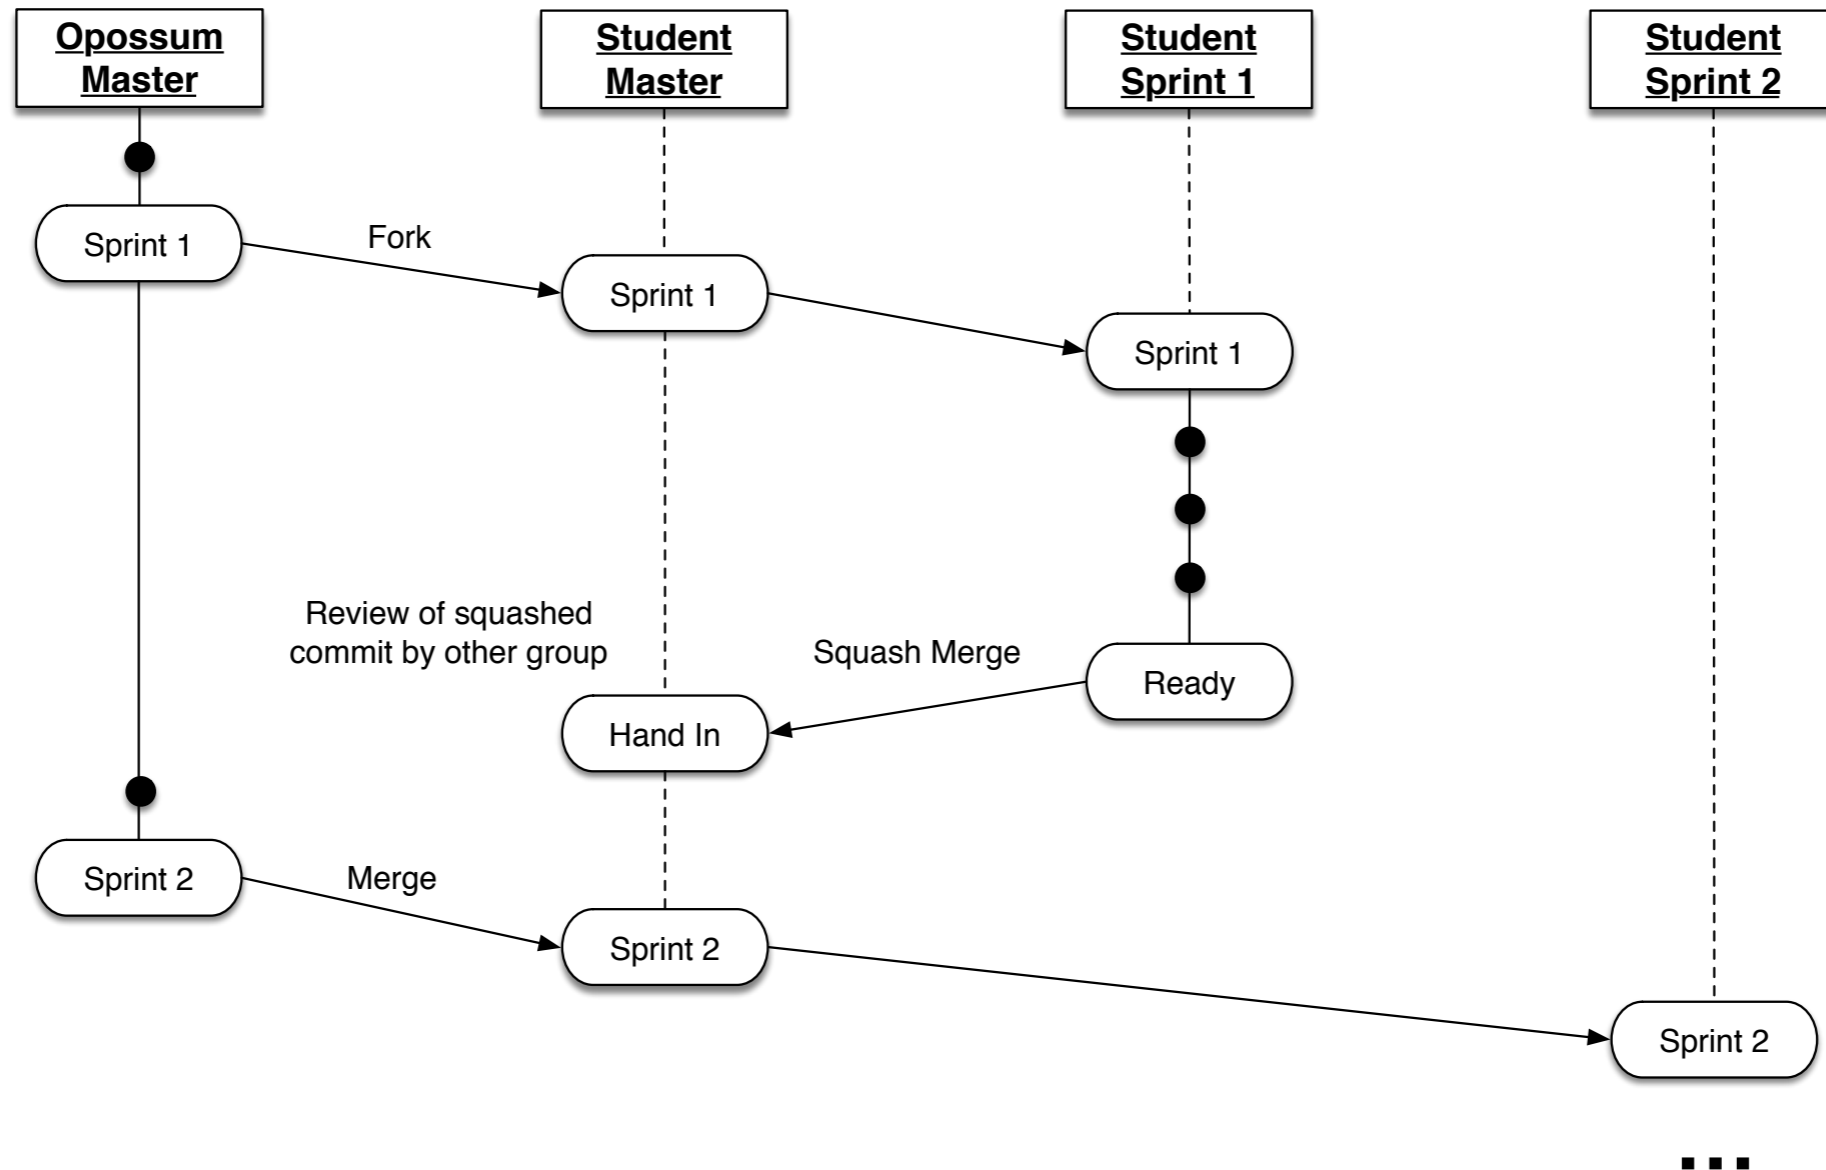 Opossum
Master
Student
Master
Student
Sprint 1
Student
Sprint 2
Sprint 1
Fork
Sprint 1
Sprint 1
Review of squashed
commit by other group
Squash Merge
Ready
Hand In
Sprint 2
Merge
Sprint 2
Sprint 2
...